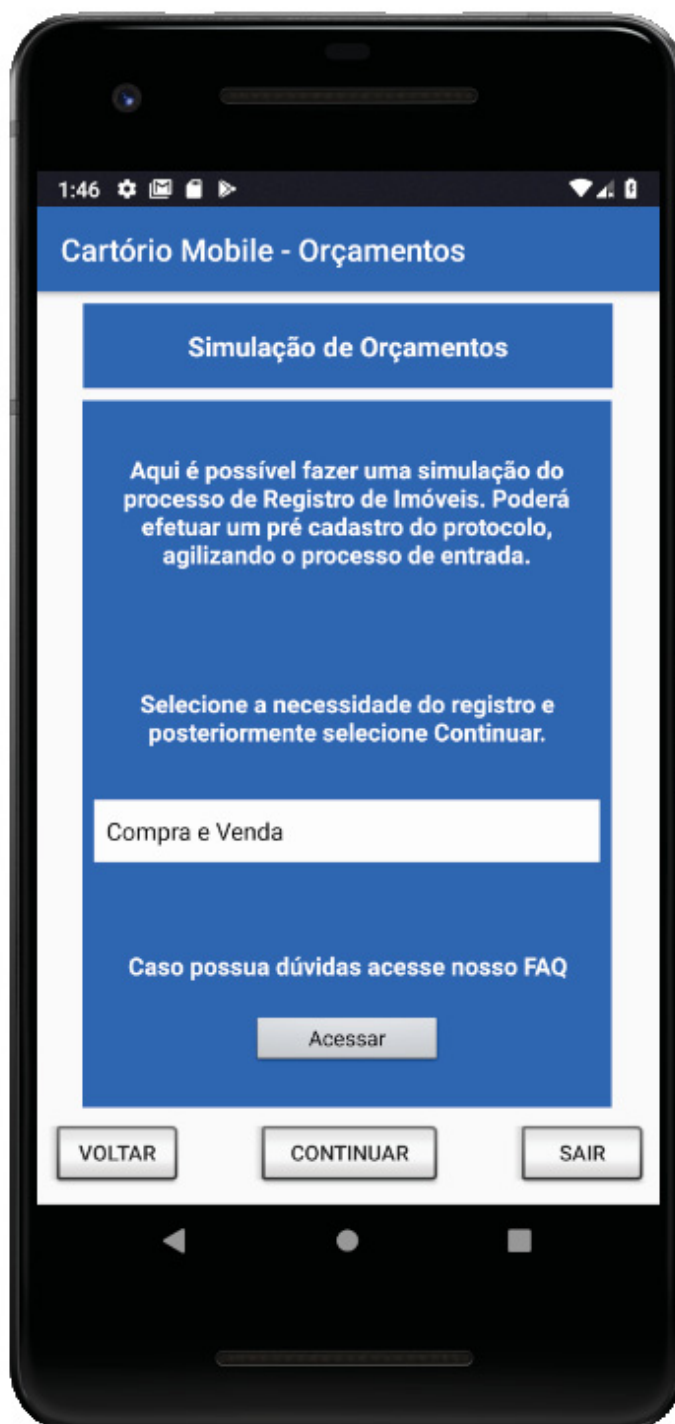 1:46
Cartório Mobile - Orçamentos
Simulação de Orçamentos
Aqui é possível fazer uma simulação do
processo de Registro de Imóveis. Poderá
efetuar um pré cadastro do protocolo,
agilizando o processo de entrada.
Selecione a necessidade do registro e
posteriormente selecione Continuar.
Compra e Venda
Caso possua dúvidas acesse nosso FAQ
Acessar
VOLTAR CONTINUAR SAIR